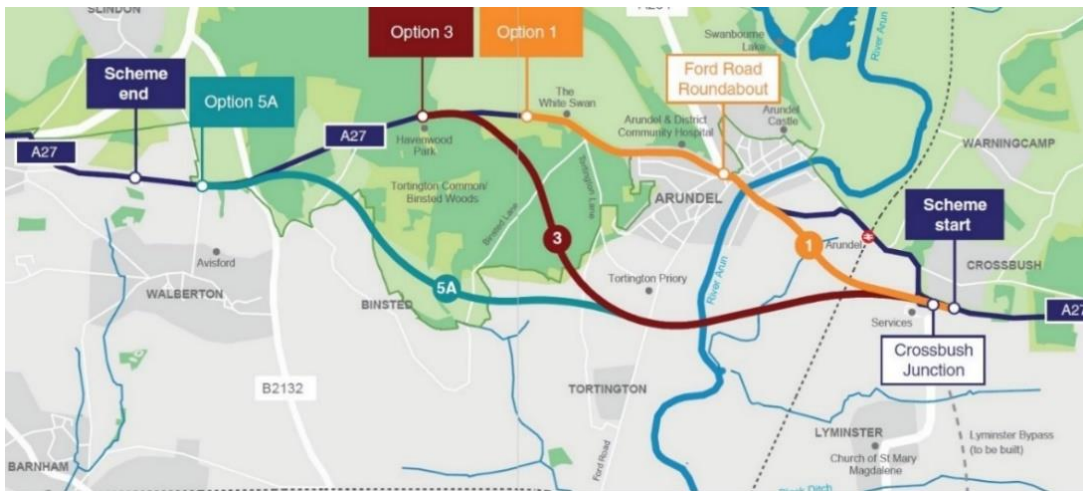 SLINDON
Option 3
Option 1
Swanbourne
Lake
River Arun
Scheme
end
Option 5A
The
White Swan
Ford Road
Roundabout
Arundel
Castle
A27
A27
Havenwood
Park
Arundel & District
Community Hospital
WARNINGCAMP
Tortington Common/
Binsted Woods
Binsted Lane
Tortington Lane
ARUNDEL
Scheme
start
3
1
Arundel
CROSSBUSH
Avisford
WALBERTON
BINSTED
5A
Tortington Priory
River Arun
Services
A27
Crossbush
Junction
B2132
TORTINGTON
Ford Road
LYMINSTER
Church of St Mary
Magdalene
Lyminster Bypass
(to be built)
BARNHAM